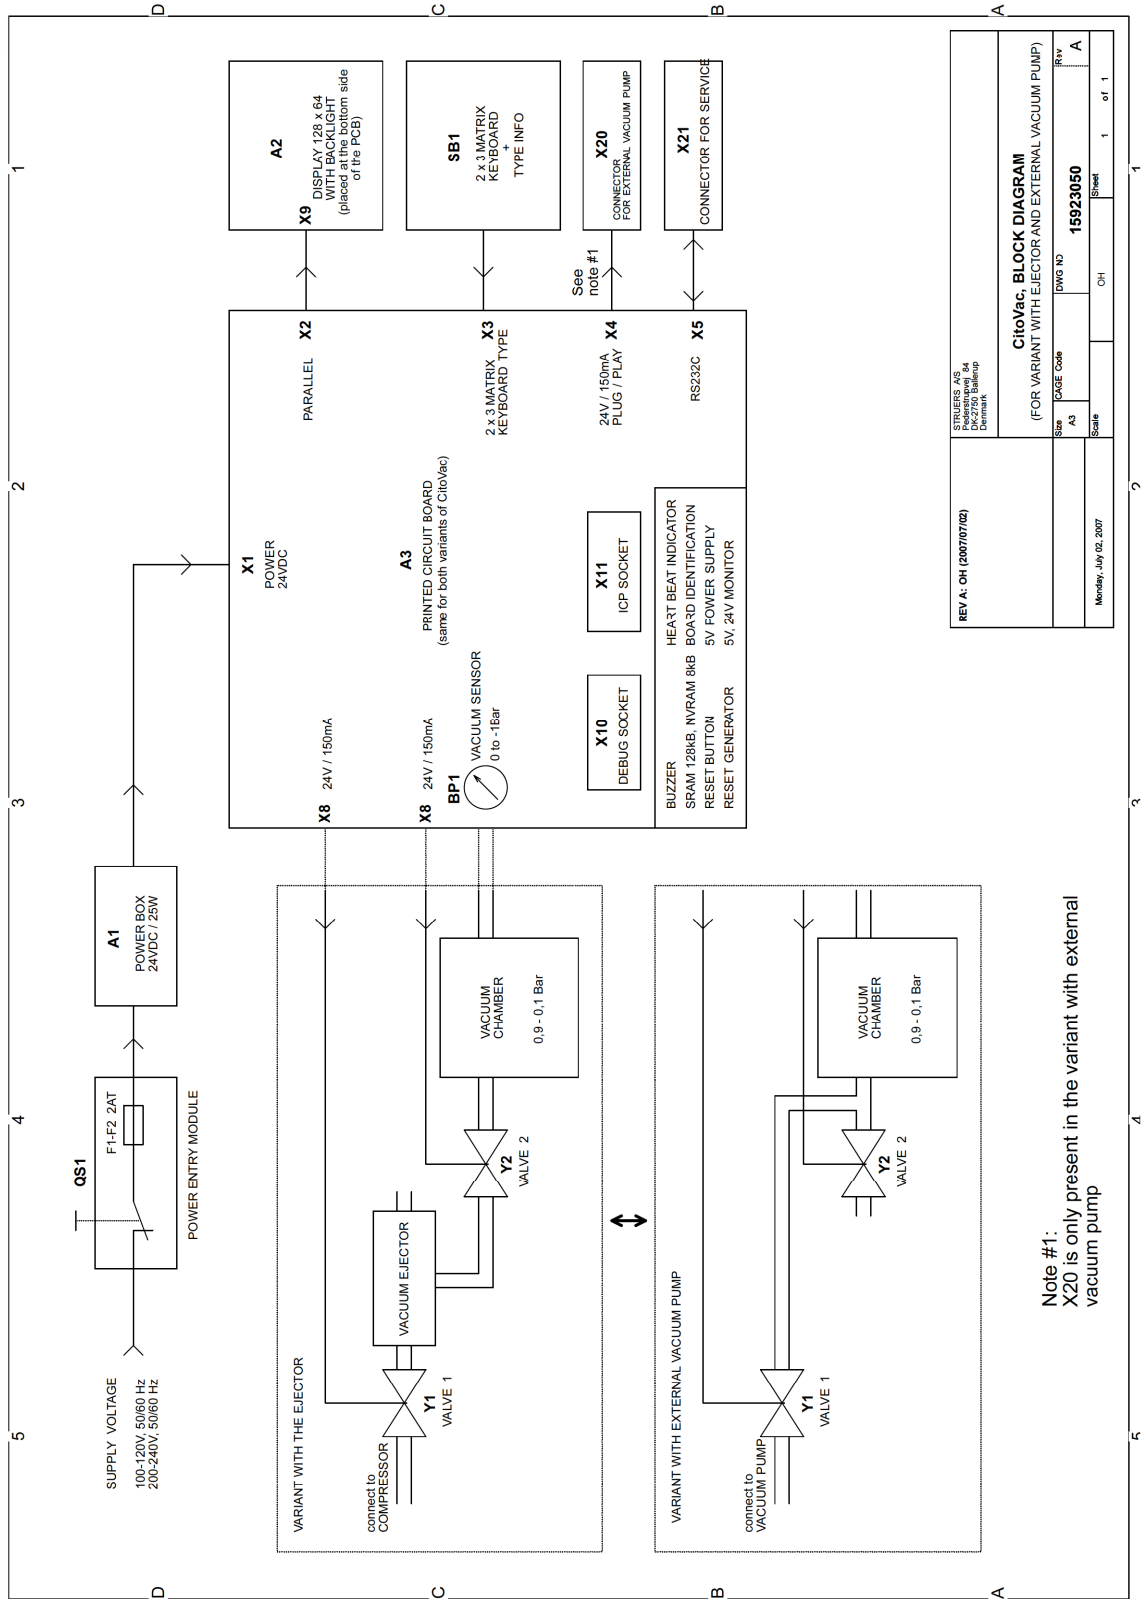 5
4
3
2
1
D
D
C
C
B
B
A
A
SUPPLY VOLTAGE
100-120V, 50/60 Hz
200-240V, 50/60 Hz
QS1
F1-F2 2AT
POWER ENTRY MODULE
A1
POWER BOX
24VDC / 25W
X1
POWER
24VDC
A3
PRINTED CIRCUIT BOARD
(same for both variants of CitoVac)
X8
24V / 150mA
X8
24V / 150mA
BP1
VACUUM SENSOR
0 to -1Bar
X10
DEBUG SOCKET
X11
ICP SOCKET
BUZZER
HEART BEAT INDICATOR
SRAM 128kB, NVRAM 8kB
BOARD IDENTIFICATION
RESET BUTTON
5V POWER SUPPLY
RESET GENERATOR
5V, 24V MONITOR
PARALLEL
X2
2 x 3 MATRIX
KEYBOARD TYPE
X3
24V / 150mA
PLUG / PLAY
X4
RS232C
X5
See
note #1
A2
X9
DISPLAY 128 x 64
WITH BACKLIGHT
(placed at the bottom side
of the PCB)
SB1
2 x 3 MATRIX
KEYBOARD
+
TYPE INFO
X20
CONNECTOR
FOR EXTERNAL VACUUM PUMP
X21
CONNECTOR FOR SERVICE
VARIANT WITH THE EJECTOR
connect to
COMPRESSOR
Y1
VALVE 1
VACUUM EJECTOR
Y2
VALVE 2
VACUUM
CHAMBER
0,9 - 0,1 Bar
VARIANT WITH EXTERNAL VACUUM PUMP
connect to
VACUUM PUMP
Y1
VALVE 1
Y2
VALVE 2
VACUUM
CHAMBER
0,9 - 0,1 Bar
Note #1:
X20 is only present in the variant with external
vacuum pump
REV A: OH (2007/07/02)
Monday, July 02, 2007
STRUERS A/S
Pederstrupvej 84
DK-2750 Ballerup
Denmark
CitoVac, BLOCK DIAGRAM
(FOR VARIANT WITH EJECTOR AND EXTERNAL VACUUM PUMP)
Size
A3
CAGE Code
DWG NO
15923050
Rev
A
Scale
OH
Sheet
1 of 1
5
4
3
2
1